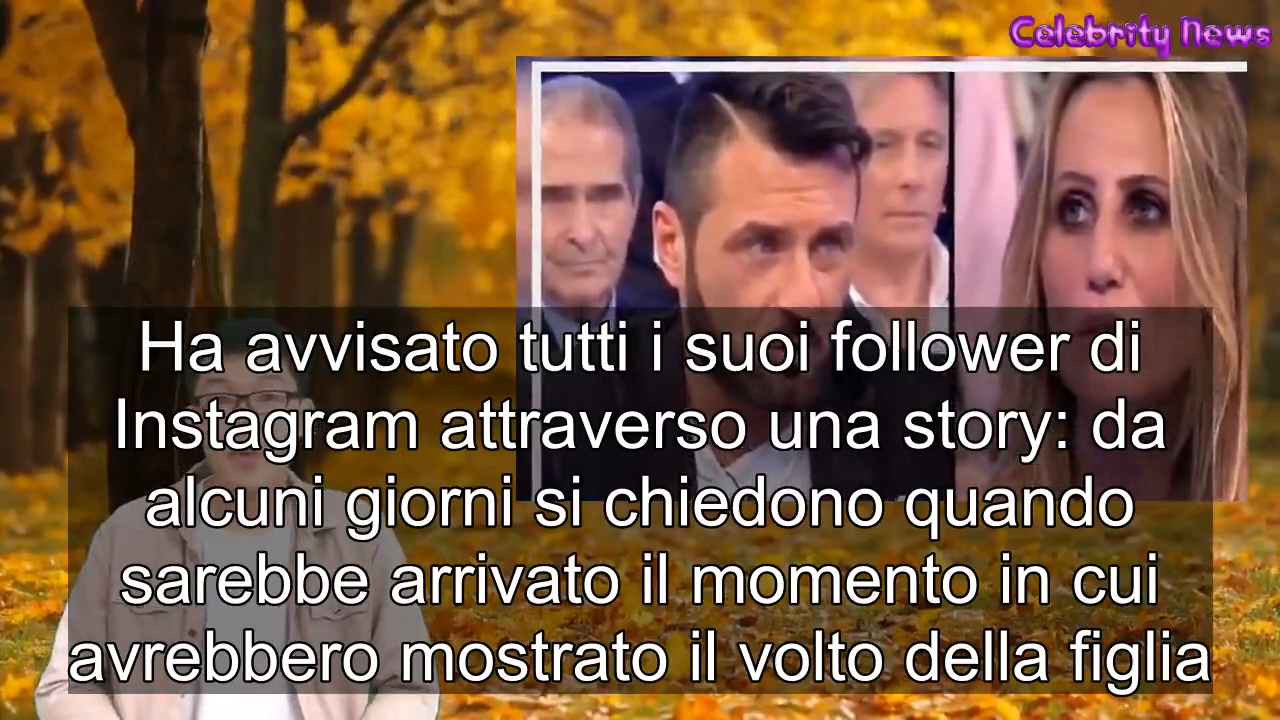 Celebrity News
Ha avvisato tutti i suoi follower di
Instagram attraverso una story: da
alcuni giorni si chiedono quando
sarebbe arrivato il momento in cui
avrebbero mostrato il volto della figlia